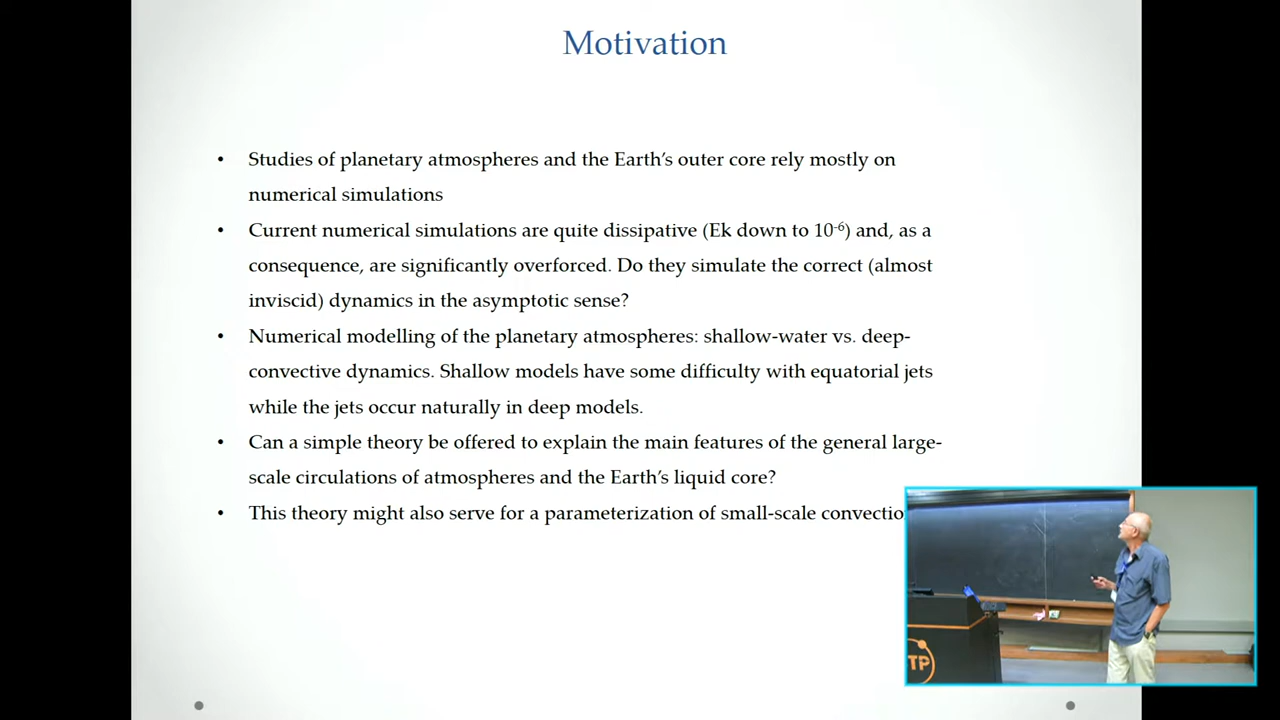 Motivation
• Studies of planetary atmospheres and the Earth's outer core rely mostly on
numerical simulations
• Current numerical simulations are quite dissipative (Ek down to 10⁻⁶) and, as a
consequence, are significantly overforced. Do they simulate the correct (almost
inviscid) dynamics in the asymptotic sense?
• Numerical modelling of the planetary atmospheres: shallow-water vs. deep-
convective dynamics. Shallow models have some difficulty with equatorial jets
while the jets occur naturally in deep models.
• Can a simple theory be offered to explain the main features of the general large-
scale circulations of atmospheres and the Earth's liquid core?
• This theory might also serve for a parameterization of small-scale convectio
TP